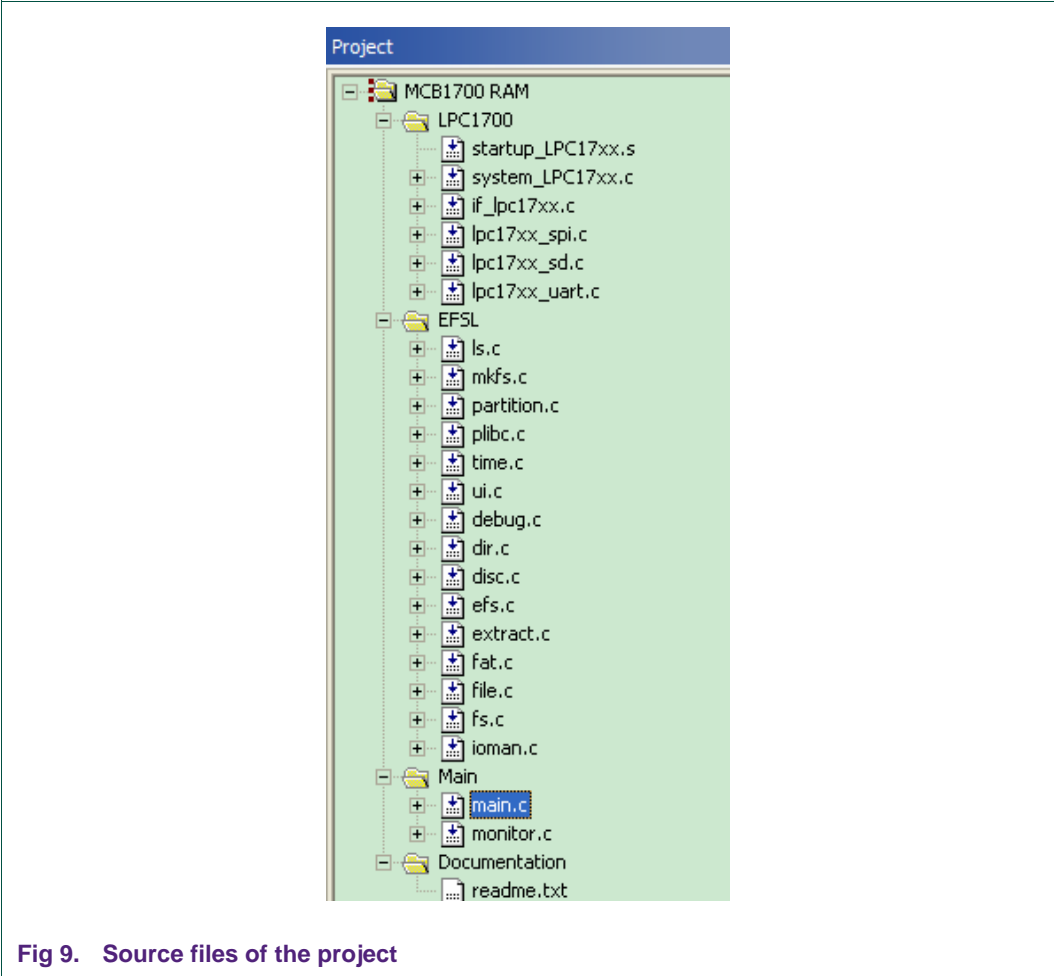 Project
MCB1700 RAM
LPC1700
startup_LPC17xx.s
system_LPC17xx.c
if_lpc17xx.c
lpc17xx_spi.c
lpc17xx_sd.c
lpc17xx_uart.c
EFSL
ls.c
mkfs.c
partition.c
plibc.c
time.c
ui.c
debug.c
dir.c
disc.c
efs.c
extract.c
fat.c
file.c
fs.c
ioman.c
Main
main.c
monitor.c
Documentation
readme.txt
Fig 9. Source files of the project